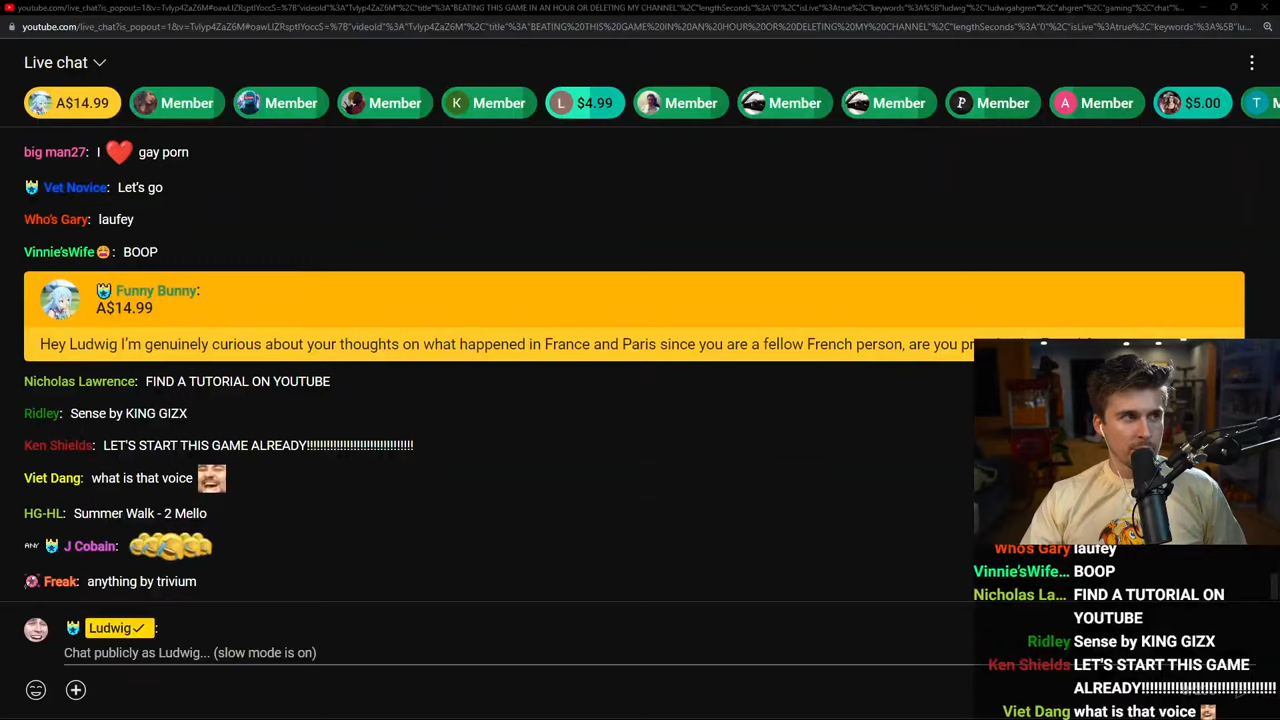 youtube.com/live_chat?is_popout=1&v=
Live chat
A$14.99 Member Member Member K Member L $4.99 Member Member Member P Member A Member $5.00 T
big man27: I ❤️ gay porn
Vet Novice: Let's go
Who's Gary: laufey
Vinnie'sWife😩: BOOP
Funny Bunny:
A$14.99
Hey Ludwig I'm genuinely curious about your thoughts on what happened in France and Paris since you are a fellow French person, are you
Nicholas Lawrence: FIND A TUTORIAL ON YOUTUBE
Ridley: Sense by KING GIZX
Ken Shields: LET'S START THIS GAME ALREADY!!!!!!!!!!!!!!!!!!!!!!!!!!!!!!!
Viet Dang: what is that voice
HG-HL: Summer Walk - 2 Mello
ANY J Cobain:
Freak: anything by trivium
Ludwig✓:
Chat publicly as Ludwig... (slow mode is on)
Who's Gary laufey
Vinnie'sWife... BOOP
Nicholas La... FIND A TUTORIAL ON
YOUTUBE
Ridley Sense by KING GIZX
Ken Shields LET'S START THIS GAME
ALREADY!!!!!!!!!!!!!!!!!!!!!!!!!!!!!!!
Viet Dang what is that voice